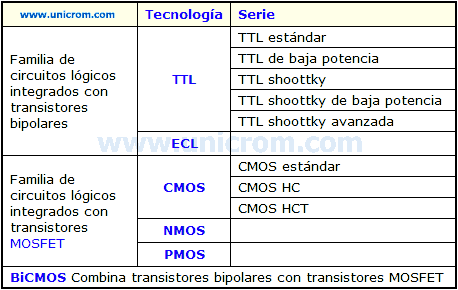 www.unicrom.com Tecnología Serie
Familia de
circuitos lógicos
integrados con
transistores
bipolares
TTL
TTL estándar
TTL de baja potencia
TTL shoottky
TTL shoottky de baja potencia
TTL shoottky avanzada
ECL
www.unicrom.com
Familia de
circuitos lógicos
integrados con
transistores
MOSFET
CMOS
CMOS estándar
CMOS HC
CMOS HCT
NMOS
PMOS
BiCMOS Combina transistores bipolares con transistores MOSFET